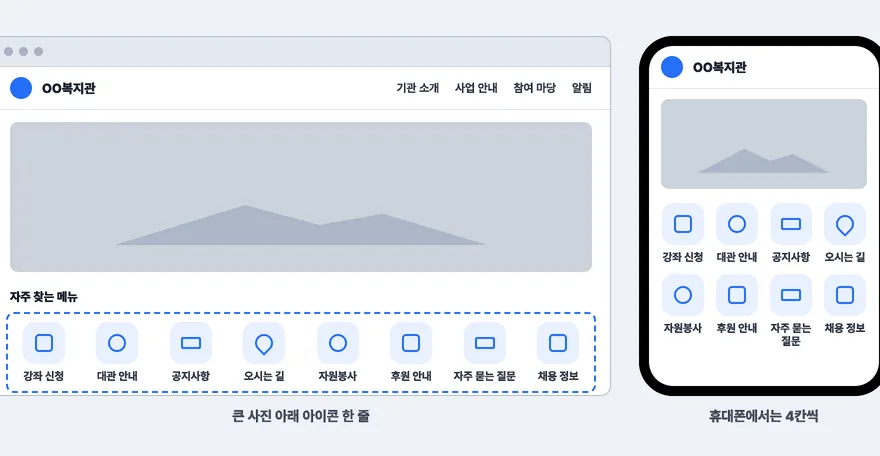 OO복지관
기관 소개 사업 안내 참여 마당 알림
자주 찾는 메뉴
강좌 신청 대관 안내 공지사항 오시는 길 자원봉사 후원 안내 자주 묻는 질문 채용 정보
큰 사진 아래 아이콘 한 줄
OO복지관
강좌 신청 대관 안내 공지사항 오시는 길
자원봉사 후원 안내 자주 묻는 채용 정보
질문
휴대폰에서는 4칸씩